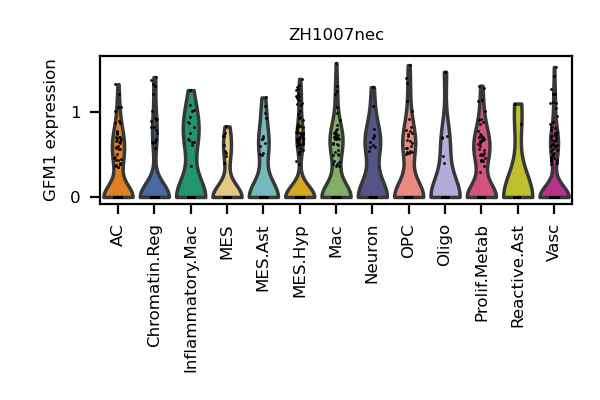 ZH1007nec
GFM1 expression
1
0
AC
Chromatin.Reg
Inflammatory.Mac
MES
MES.Ast
MES.Hyp
Mac
Neuron
OPC
Oligo
Prolif.Metab
Reactive.Ast
Vasc